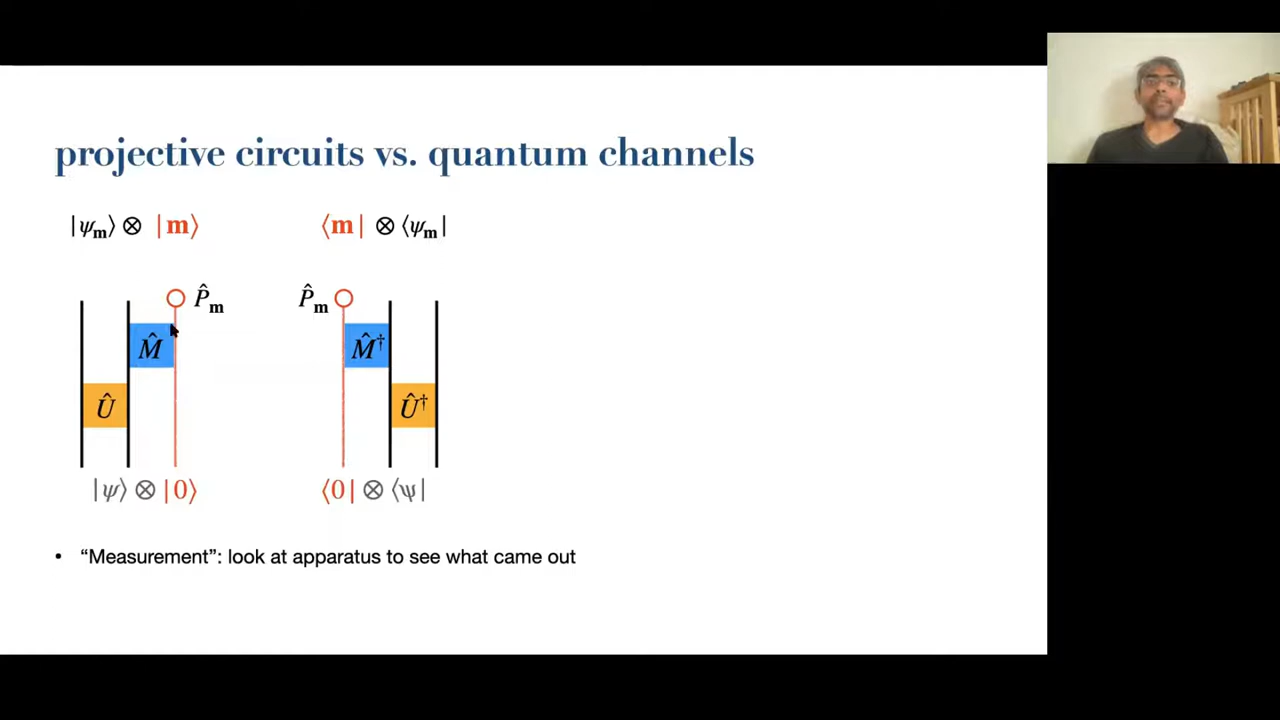 projective circuits vs. quantum channels
|ψₘ⟩ ⊗ |m⟩ ⟨m| ⊗ ⟨ψₘ|
P̂ₘ P̂ₘ
M̂ M̂†
Û Û†
|ψ⟩ ⊗ |0⟩ ⟨0| ⊗ ⟨ψ|
• “Measurement”: look at apparatus to see what came out